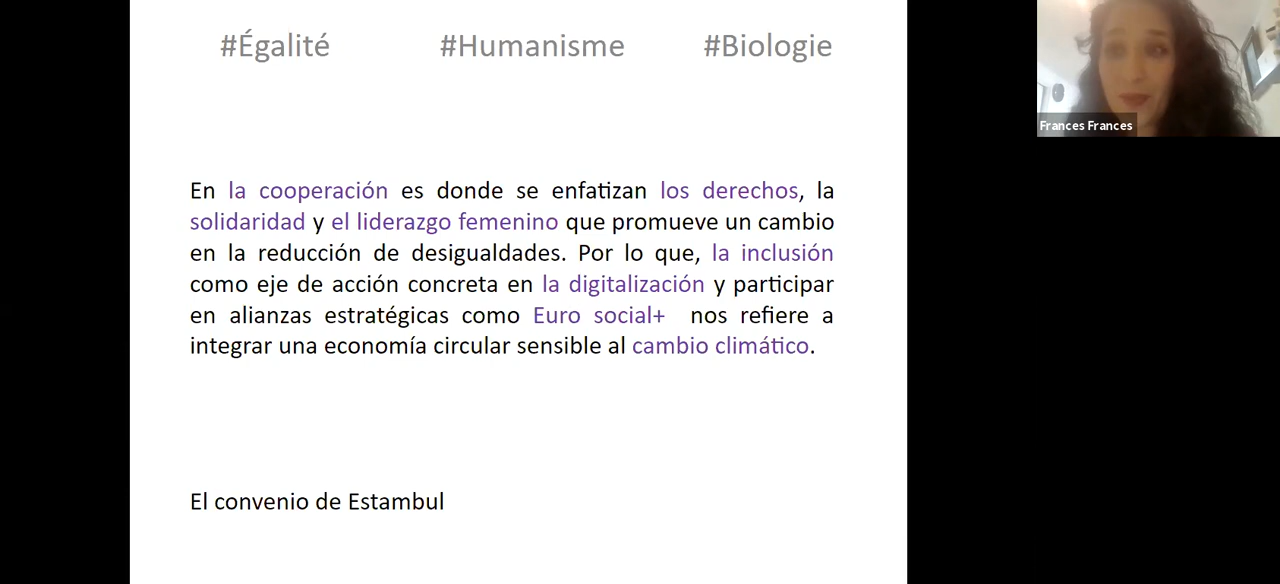 #Égalité #Humanisme #Biologie
Frances Frances
En la cooperación es donde se enfatizan los derechos, la
solidaridad y el liderazgo femenino que promueve un cambio
en la reducción de desigualdades. Por lo que, la inclusión
como eje de acción concreta en la digitalización y participar
en alianzas estratégicas como Euro social+ nos refiere a
integrar una economía circular sensible al cambio climático.
El convenio de Estambul